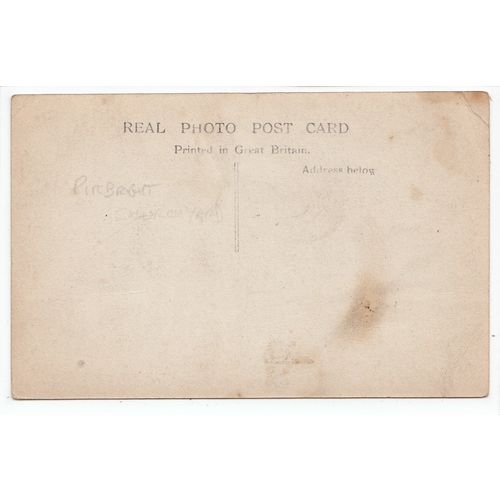 REAL PHOTO POST CARD
Printed in Great Britain.
Address below
PIRBRIGHT